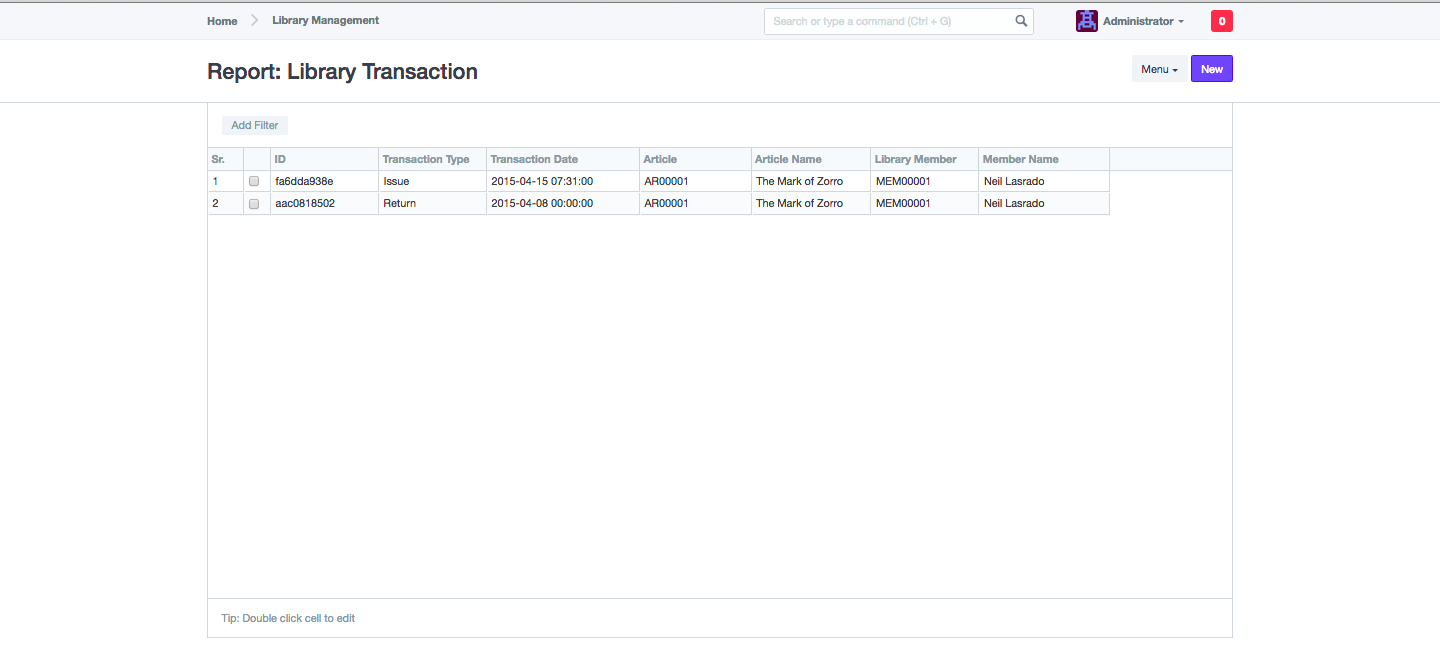 Home Library Management Search or type a command (Ctrl + G) Administrator 0
Report: Library Transaction Menu New
Add Filter
Sr. ID Transaction Type Transaction Date Article Article Name Library Member Member Name
1 fa6dda938e Issue 2015-04-15 07:31:00 AR00001 The Mark of Zorro MEM00001 Neil Lasrado
2 aac0818502 Return 2015-04-08 00:00:00 AR00001 The Mark of Zorro MEM00001 Neil Lasrado
Tip: Double click cell to edit